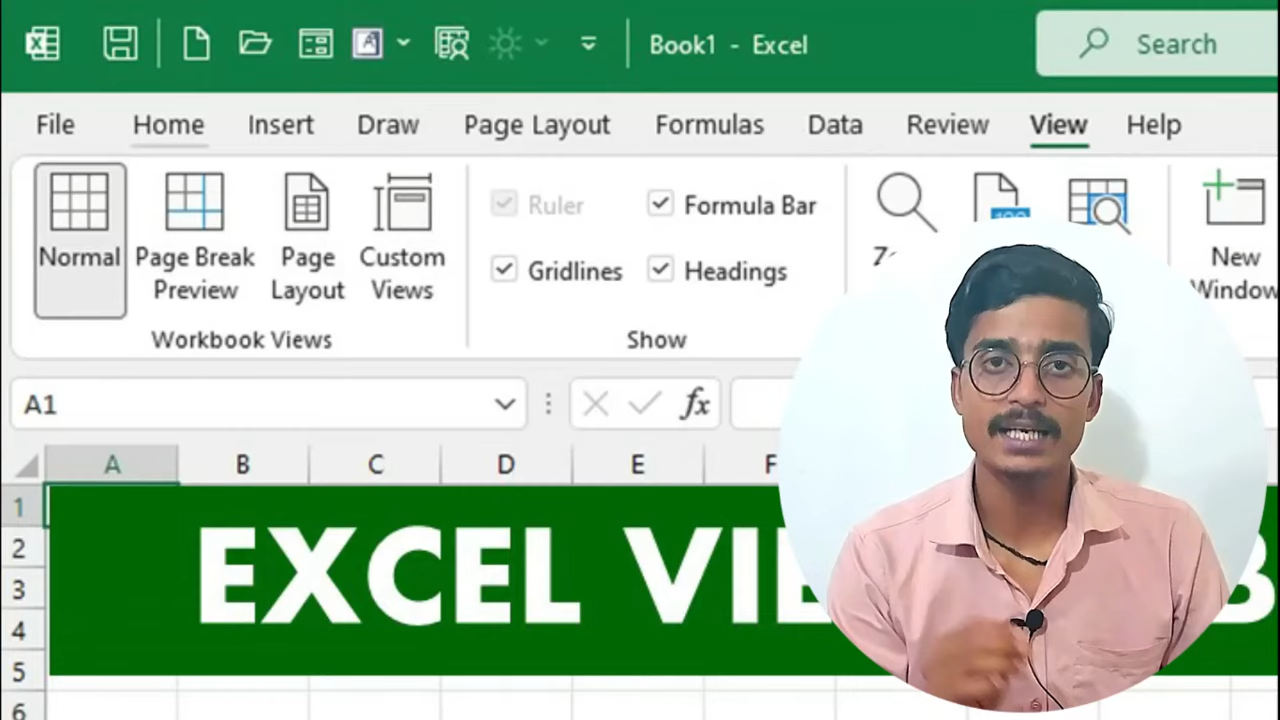 Book1 - Excel
Search
File Home Insert Draw Page Layout Formulas Data Review View Help
Normal
Page Break Preview
Page Layout
Custom Views
Workbook Views
Ruler
Formula Bar
Gridlines
Headings
Show
100
New Window
A1
fx
A B C D E F
1
2
3
4
5
6
EXCEL VIE